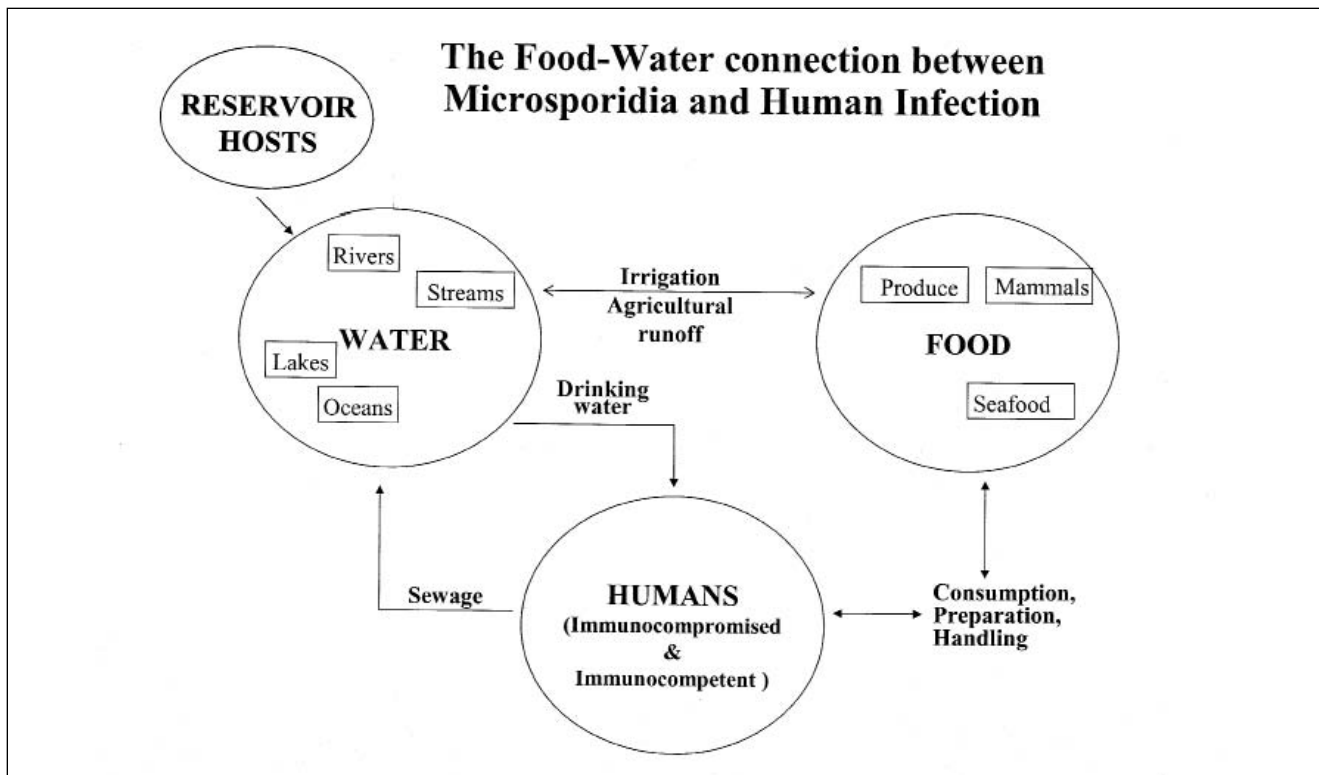 The Food-Water connection between
Microsporidia and Human Infection
RESERVOIR
HOSTS
Rivers
Streams
WATER
Lakes
Oceans
Irrigation
Agricultural
runoff
Produce
Mammals
FOOD
Seafood
Drinking
water
Sewage
HUMANS
(Immunocompromised
&
Immunocompetent )
Consumption,
Preparation,
Handling